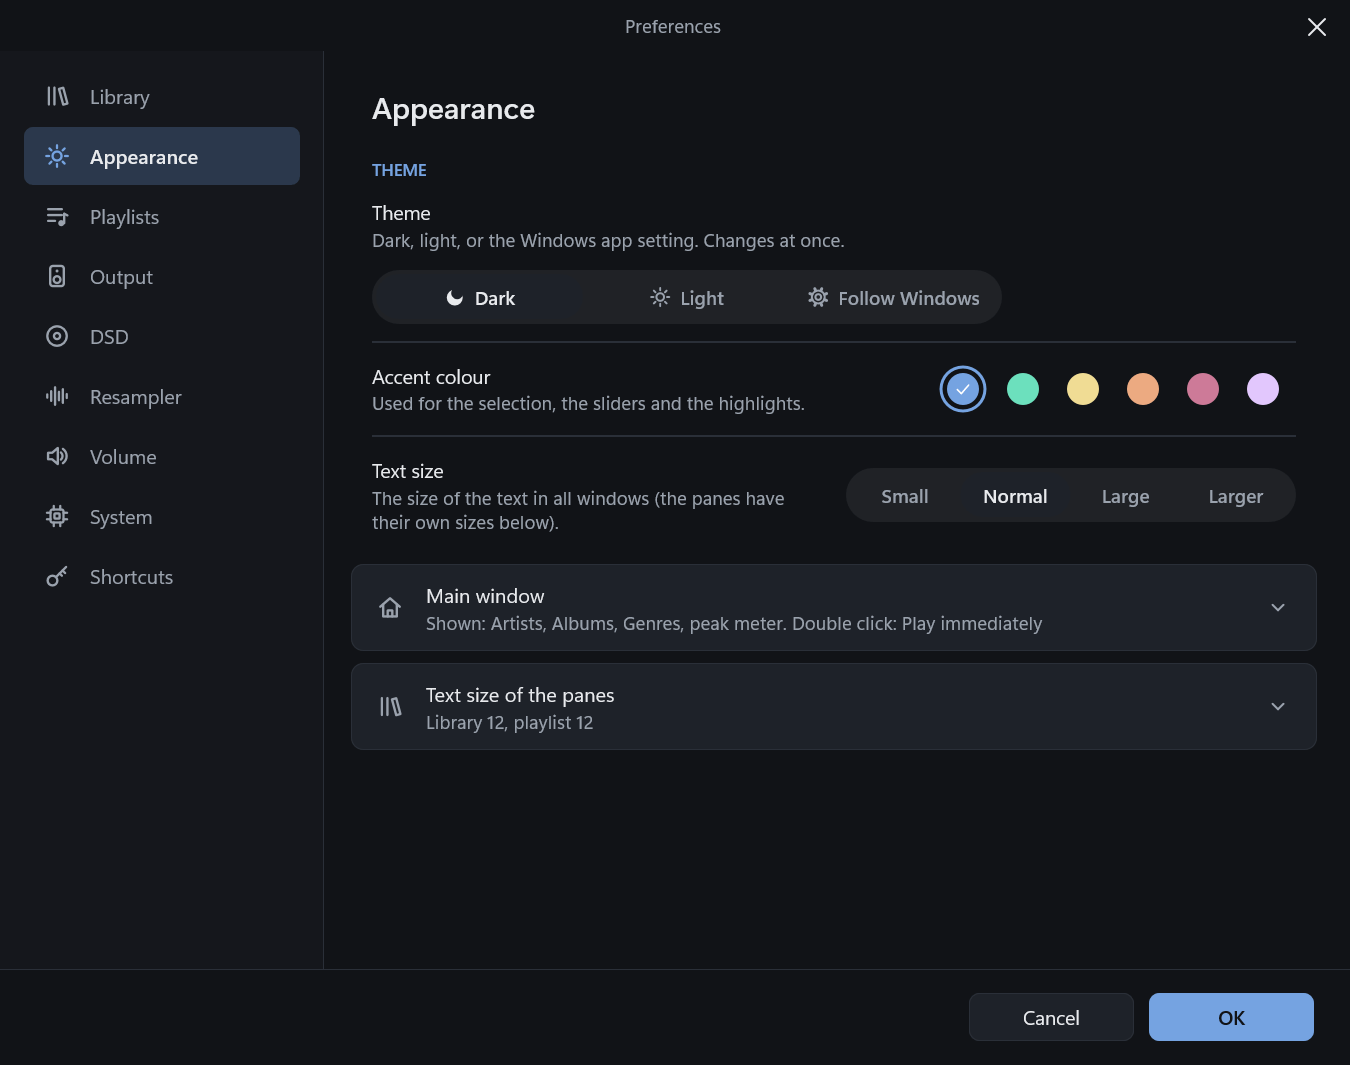 Preferences
Library
Appearance
Playlists
Output
DSD
Resampler
Volume
System
Shortcuts
Appearance
THEME
Theme
Dark, light, or the Windows app setting. Changes at once.
Dark
Light
Follow Windows
Accent colour
Used for the selection, the sliders and the highlights.
Text size
The size of the text in all windows (the panes have
their own sizes below).
Small
Normal
Large
Larger
Main window
Shown: Artists, Albums, Genres, peak meter. Double click: Play immediately
Text size of the panes
Library 12, playlist 12
Cancel
OK